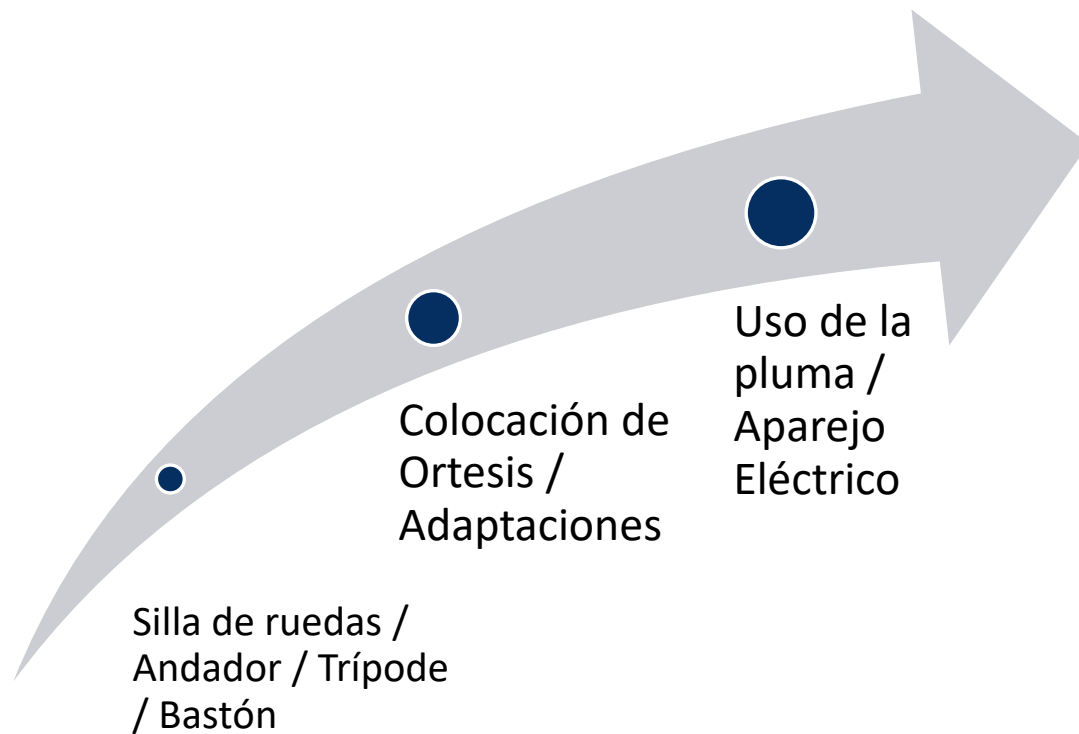 Silla de ruedas /
Andador / Trípode
/ Bastón
Colocación de
Ortesis /
Adaptaciones
Uso de la
pluma /
Aparejo
Eléctrico